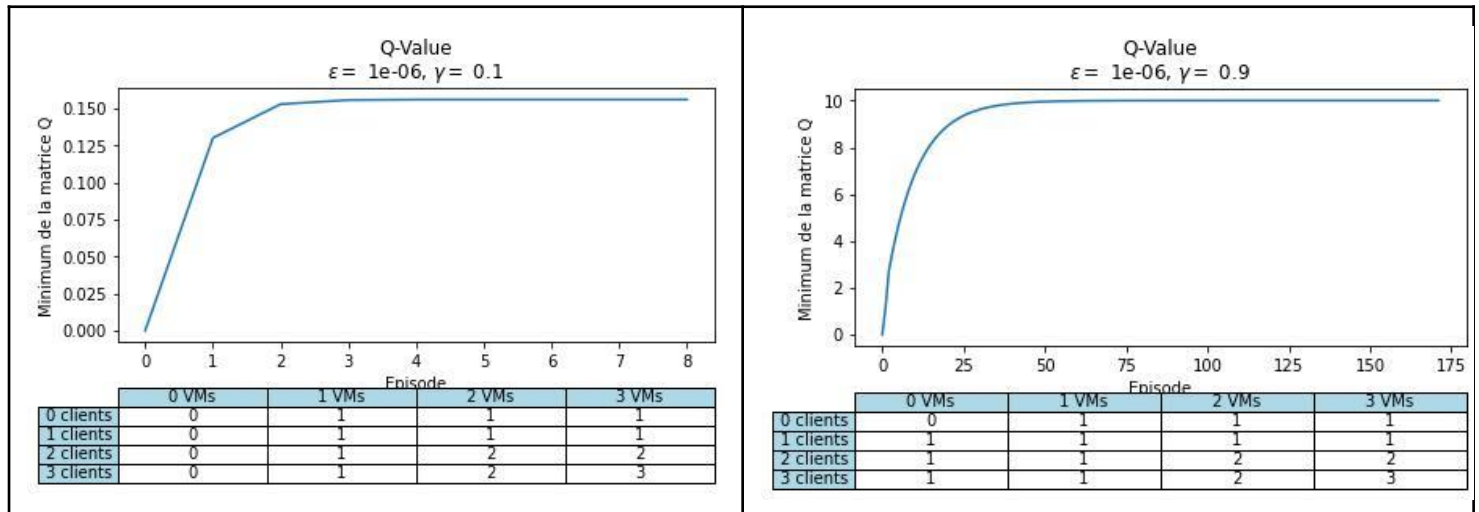 Q-Value
ε = 1e-06, γ = 0.1
Minimum de la matrice Q
0.150
0.125
0.100
0.075
0.050
0.025
0.000
0 1 2 3 4 5 6 7 8
Episode
0 VMs 1 VMs 2 VMs 3 VMs
0 clients 0 1 1 1
1 clients 0 1 1 1
2 clients 0 1 2 2
3 clients 0 1 2 3
Q-Value
ε = 1e-06, γ = 0.9
Minimum de la matrice Q
10
8
6
4
2
0
0 25 50 75 100 125 150 175
Episode
0 VMs 1 VMs 2 VMs 3 VMs
0 clients 0 1 1 1
1 clients 1 1 1 1
2 clients 1 1 2 2
3 clients 1 1 2 3